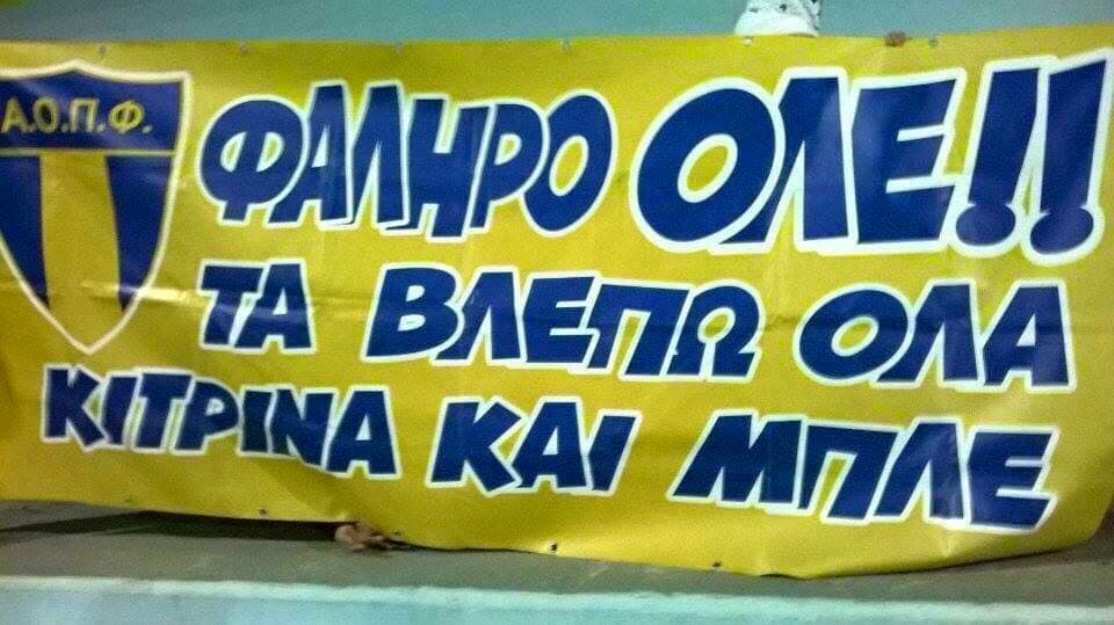 Α.Ο.Π.Φ.
ΦΑΛΗΡΟ ΟΛΕ!!
ΤΑ ΒΛΕΠΩ ΟΛΑ
ΚΙΤΡΙΝΑ ΚΑΙ ΜΠΛΕ